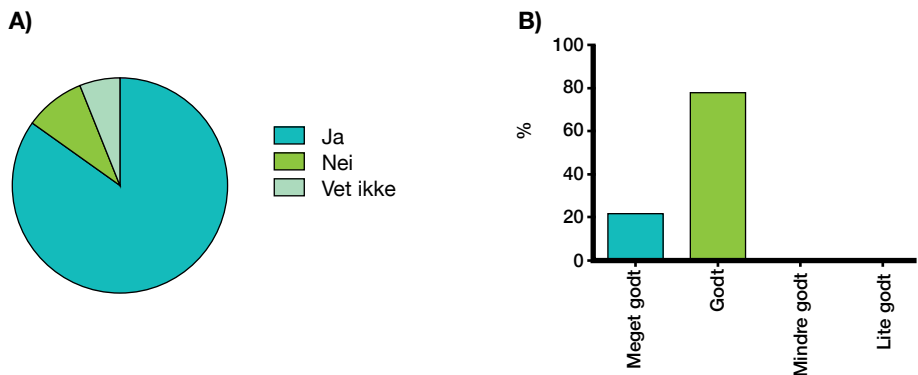 A)
Ja
Nei
Vet ikke
B)
%
100
80
60
40
20
0
Meget godt
Godt
Mindre godt
Lite godt